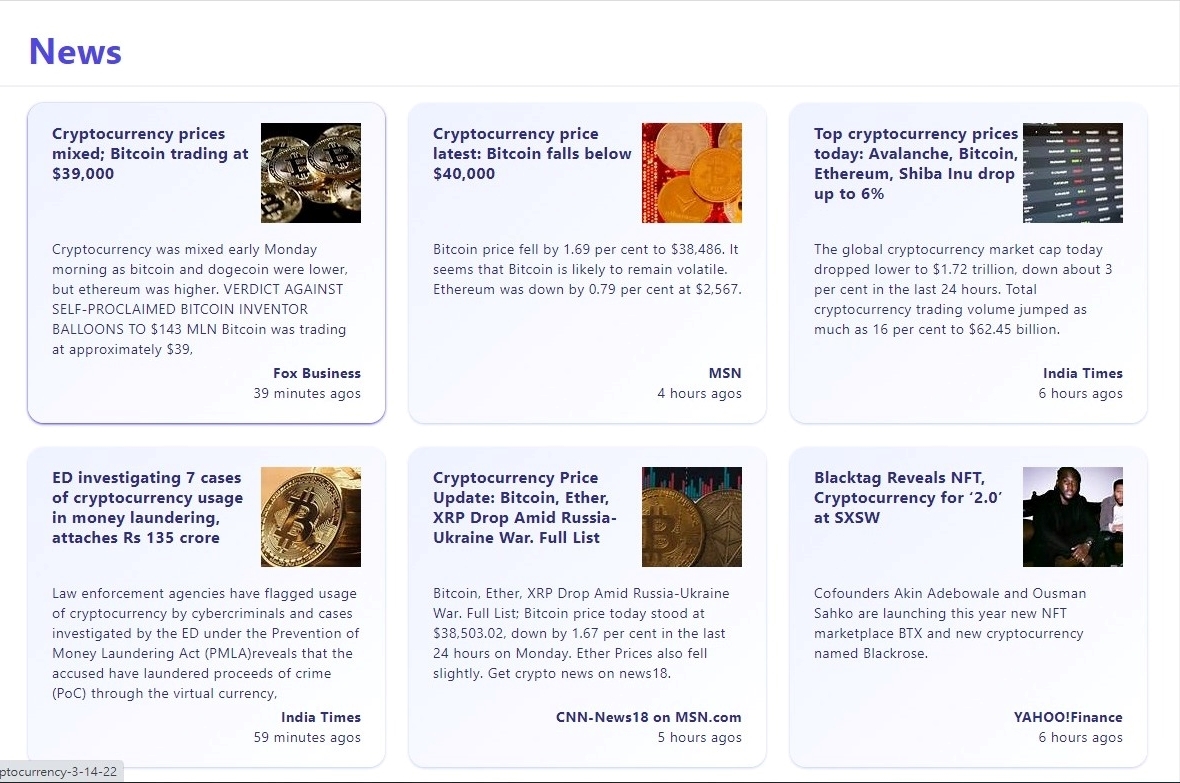 News
Cryptocurrency prices
mixed; Bitcoin trading at
$39,000
Cryptocurrency was mixed early Monday
morning as bitcoin and dogecoin were lower,
but ethereum was higher. VERDICT AGAINST
SELF-PROCLAIMED BITCOIN INVENTOR
BALLOONS TO $143 MLN Bitcoin was trading
at approximately $39,
Fox Business
39 minutes agos
Cryptocurrency price
latest: Bitcoin falls below
$40,000
Bitcoin price fell by 1.69 per cent to $38,486. It
seems that Bitcoin is likely to remain volatile.
Ethereum was down by 0.79 per cent at $2,567.
MSN
4 hours agos
Top cryptocurrency prices
today: Avalanche, Bitcoin,
Ethereum, Shiba Inu drop
up to 6%
The global cryptocurrency market cap today
dropped lower to $1.72 trillion, down about 3
per cent in the last 24 hours. Total
cryptocurrency trading volume jumped as
much as 16 per cent to $62.45 billion.
India Times
6 hours agos
ED investigating 7 cases
of cryptocurrency usage
in money laundering,
attaches Rs 135 crore
Law enforcement agencies have flagged usage
of cryptocurrency by cybercriminals and cases
investigated by the ED under the Prevention of
Money Laundering Act (PMLA)reveals that the
accused have laundered proceeds of crime
(PoC) through the virtual currency,
India Times
59 minutes agos
Cryptocurrency Price
Update: Bitcoin, Ether,
XRP Drop Amid Russia-
Ukraine War. Full List
Bitcoin, Ether, XRP Drop Amid Russia-Ukraine
War. Full List; Bitcoin price today stood at
$38,503.02, down by 1.67 per cent in the last
24 hours on Monday. Ether Prices also fell
slightly. Get crypto news on news18.
CNN-News18 on MSN.com
5 hours agos
Blacktag Reveals NFT,
Cryptocurrency for ‘2.0’
at SXSW
Cofounders Akin Adebowale and Ousman
Sahko are launching this year new NFT
marketplace BTX and new cryptocurrency
named Blackrose.
YAHOO!Finance
6 hours agos
ptocurrency-3-14-22